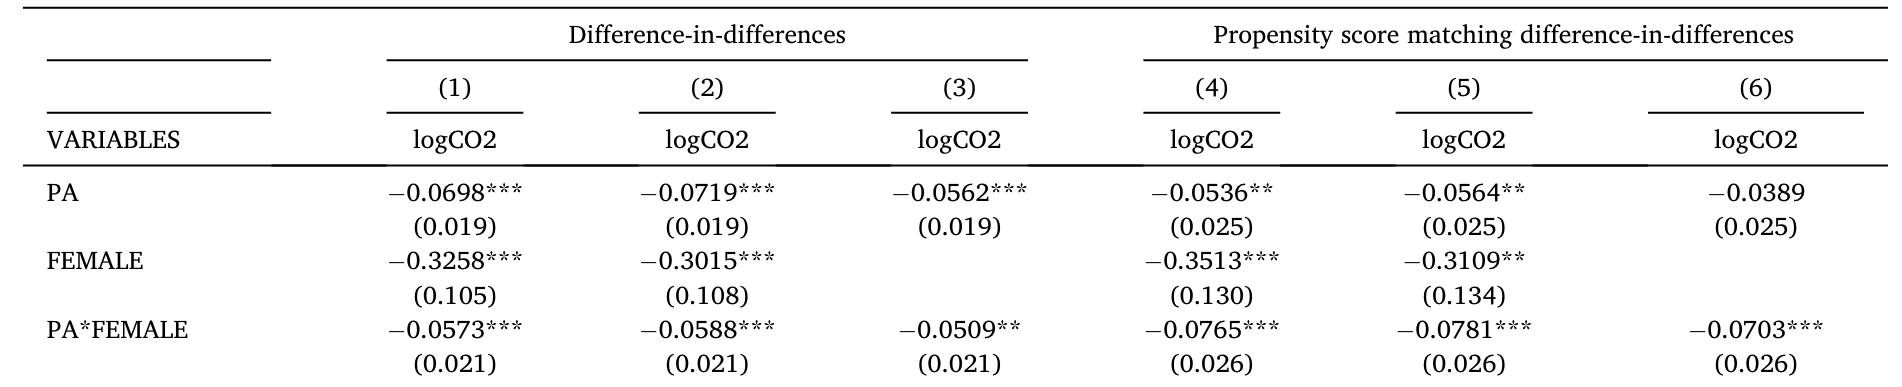 Difference-in-differences Propensity score matching difference-in-differences
(1) (2) (3) (4) (5) (6)
VARIABLES logCO2 logCO2 logCO2 logCO2 logCO2 logCO2
PA −0.0698*** −0.0719*** −0.0562*** −0.0536** −0.0564** −0.0389
(0.019) (0.019) (0.019) (0.025) (0.025) (0.025)
FEMALE −0.3258*** −0.3015*** −0.3513*** −0.3109**
(0.105) (0.108) (0.130) (0.134)
PA*FEMALE −0.0573*** −0.0588*** −0.0509** −0.0765*** −0.0781*** −0.0703***
(0.021) (0.021) (0.021) (0.026) (0.026) (0.026)